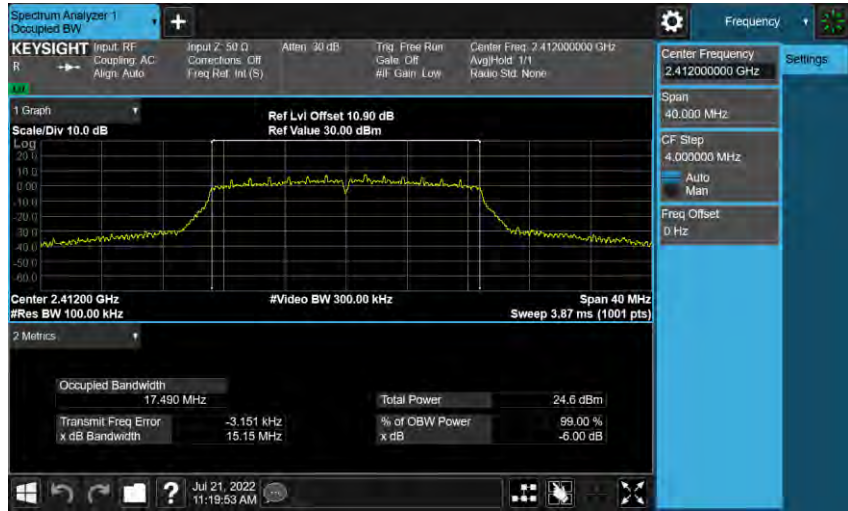 Spectrum Analyzer 1
Occupied BW
Frequency
KEYSIGHT
R
Input: RF
Coupling: AC
Align: Auto
Input Z: 50 Ω
Corrections: Off
Freq Ref: Int (S)
Atten: 30 dB
Trig: Free Run
Gate: Off
#IF Gain: Low
Center Freq: 2.412000000 GHz
Avg|Hold: 1/1
Radio Std: None
1 Graph
Scale/Div 10.0 dB
Ref Lvl Offset 10.90 dB
Ref Value 30.00 dBm
Log
20.0
10.0
0.00
-10.0
-20.0
-30.0
-40.0
-50.0
-60.0
Center 2.41200 GHz
#Res BW 100.00 kHz
#Video BW 300.00 kHz
Span 40 MHz
Sweep 3.87 ms (1001 pts)
2 Metrics
Occupied Bandwidth
17.490 MHz
Total Power 24.6 dBm
Transmit Freq Error -3.151 kHz
% of OBW Power 99.00 %
x dB Bandwidth 15.15 MHz
x dB -6.00 dB
Center Frequency
2.412000000 GHz
Settings
Span
40.000 MHz
CF Step
4.000000 MHz
Auto
Man
Freq Offset
0 Hz
?
Jul 21, 2022
11:19:53 AM